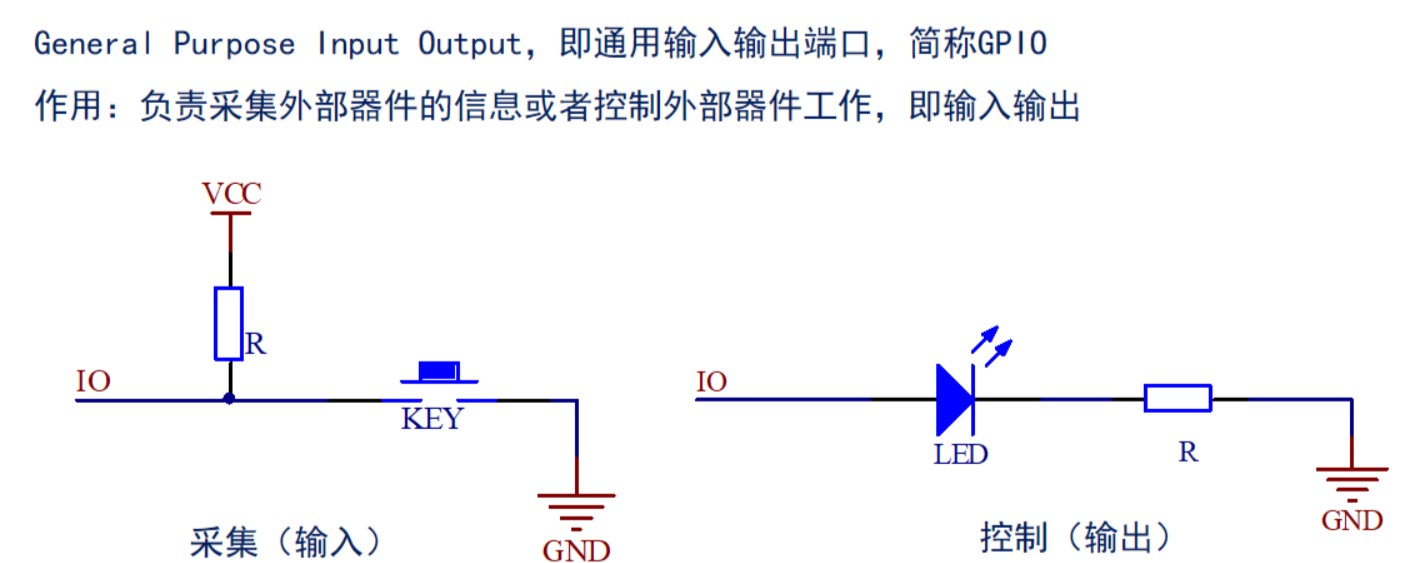 General Purpose Input Output，即通用输入输出端口，简称GPIO
作用：负责采集外部器件的信息或者控制外部器件工作，即输入输出
VCC
R
IO
KEY
GND
采集（输入）
IO
LED
R
GND
控制（输出）